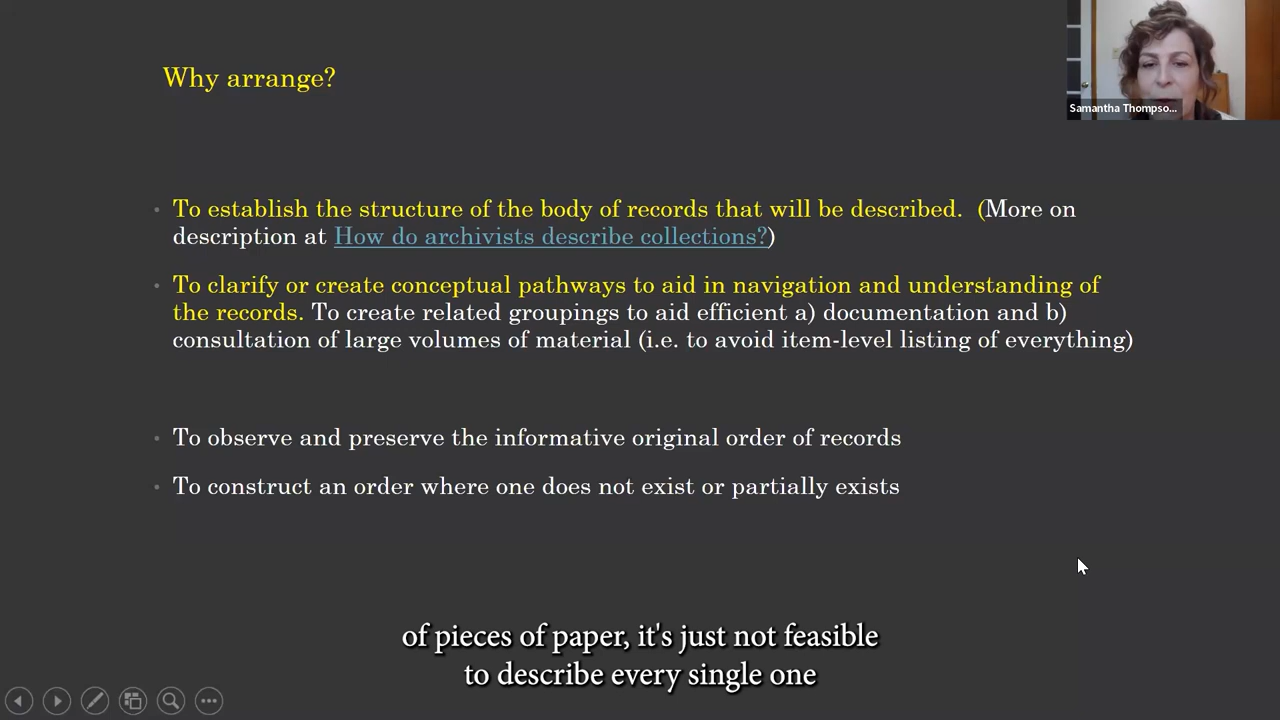 Why arrange?
Samantha Thompso...
To establish the structure of the body of records that will be described.  (More on
description at How do archivists describe collections?)
To clarify or create conceptual pathways to aid in navigation and understanding of
the records. To create related groupings to aid efficient a) documentation and b)
consultation of large volumes of material (i.e. to avoid item-level listing of everything)
To observe and preserve the informative original order of records
To construct an order where one does not exist or partially exists
of pieces of paper, it's just not feasible
to describe every single one